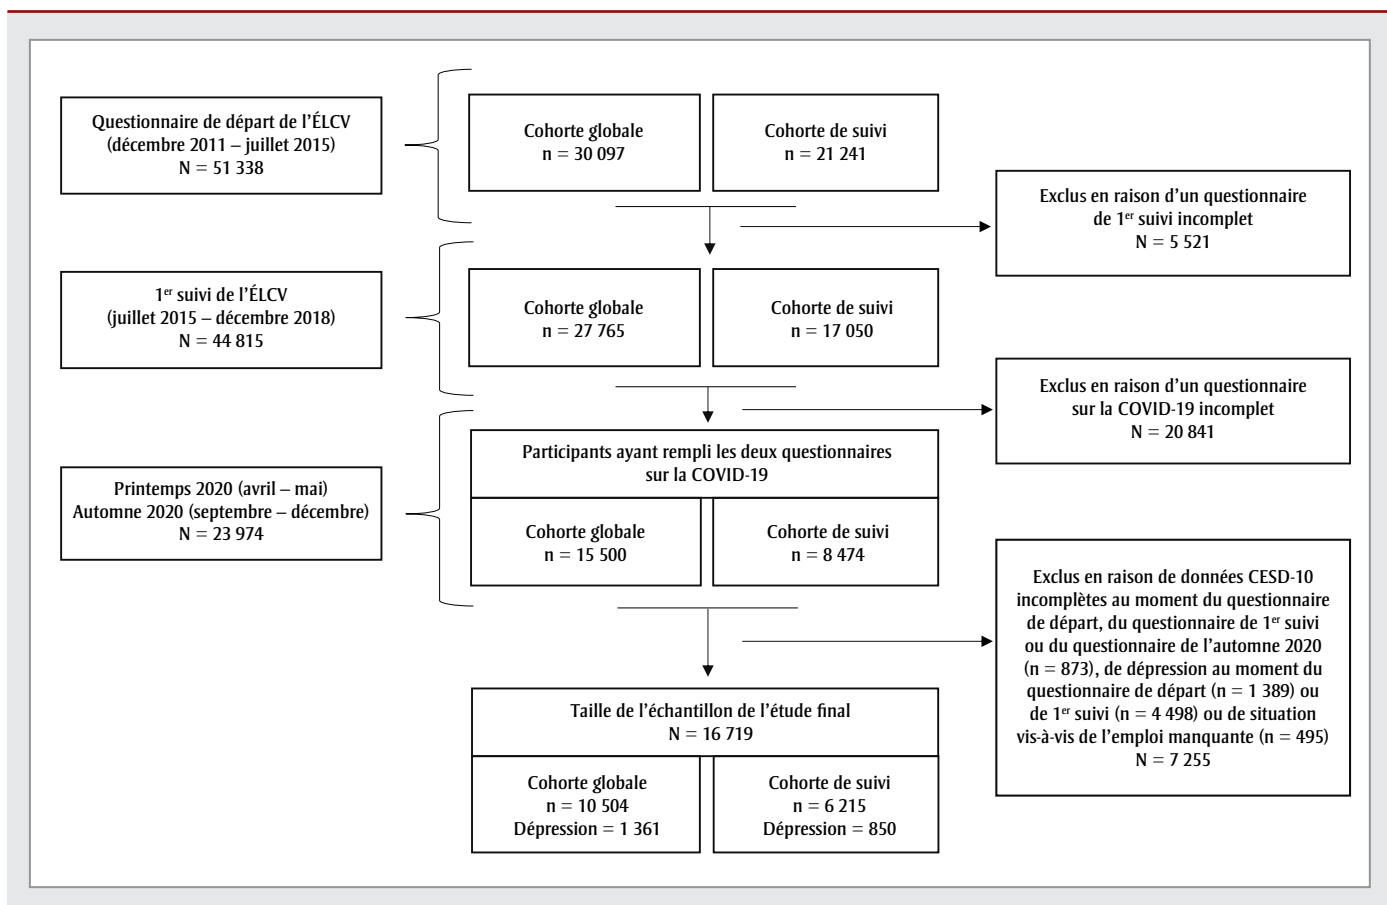 Questionnaire de départ de l'ÉLCV
(décembre 2011 – juillet 2015)
N = 51 338
Cohorte globale
n = 30 097
Cohorte de suivi
n = 21 241
Exclus en raison d'un questionnaire
de 1er suivi incomplet
N = 5 521
1er suivi de l'ÉLCV
(juillet 2015 – décembre 2018)
N = 44 815
Cohorte globale
n = 27 765
Cohorte de suivi
n = 17 050
Exclus en raison d'un questionnaire
sur la COVID-19 incomplet
N = 20 841
Printemps 2020 (avril – mai)
Automne 2020 (septembre – décembre)
N = 23 974
Participants ayant rempli les deux questionnaires
sur la COVID-19
Cohorte globale
n = 15 500
Cohorte de suivi
n = 8 474
Exclus en raison de données CESD-10
incomplètes au moment du questionnaire
de départ, du questionnaire de 1er suivi
ou du questionnaire de l'automne 2020
(n = 873), de dépression au moment du
questionnaire de départ (n = 1 389) ou
de 1er suivi (n = 4 498) ou de situation
vis-à-vis de l'emploi manquante (n = 495)
N = 7 255
Taille de l'échantillon de l'étude final
N = 16 719
Cohorte globale
n = 10 504
Dépression = 1 361
Cohorte de suivi
n = 6 215
Dépression = 850